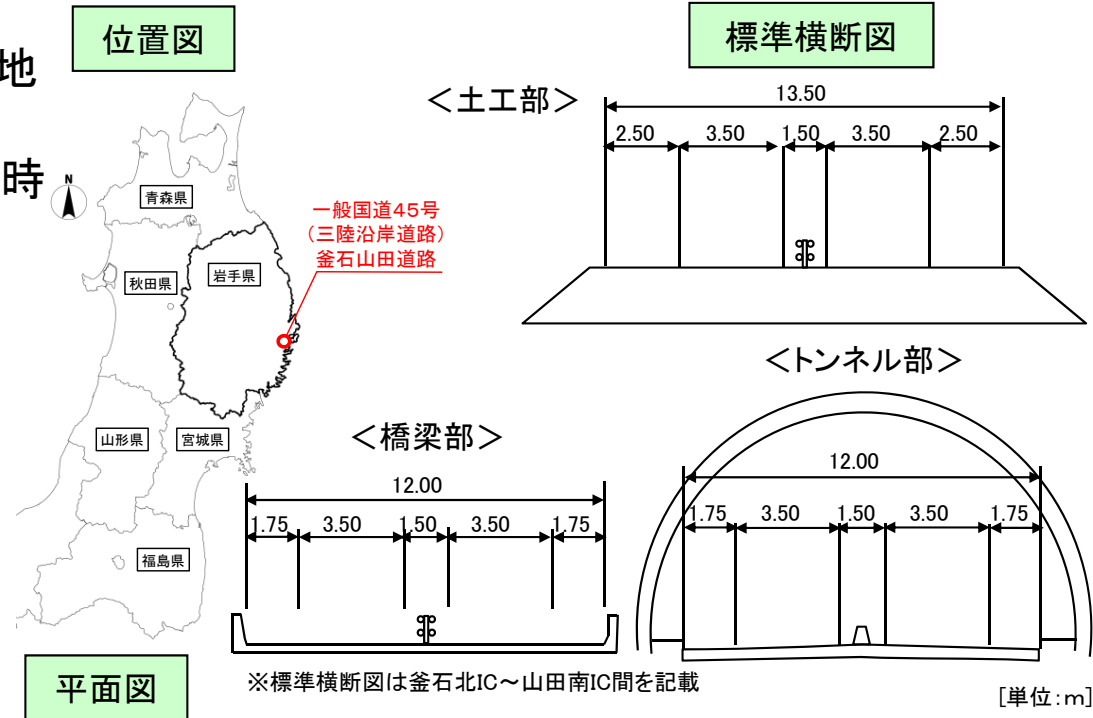 位置図
標準横断図
地
時
N
青森県
秋田県
岩手県
山形県
宮城県
福島県
一般国道45号
(三陸沿岸道路)
釜石山田道路
<土工部>
13.50
2.50 3.50 1.50 3.50 2.50
<橋梁部>
12.00
1.75 3.50 1.50 3.50 1.75
<トンネル部>
12.00
1.75 3.50 1.50 3.50 1.75
※標準横断図は釜石北IC～山田南IC間を記載
[単位:m]
平面図